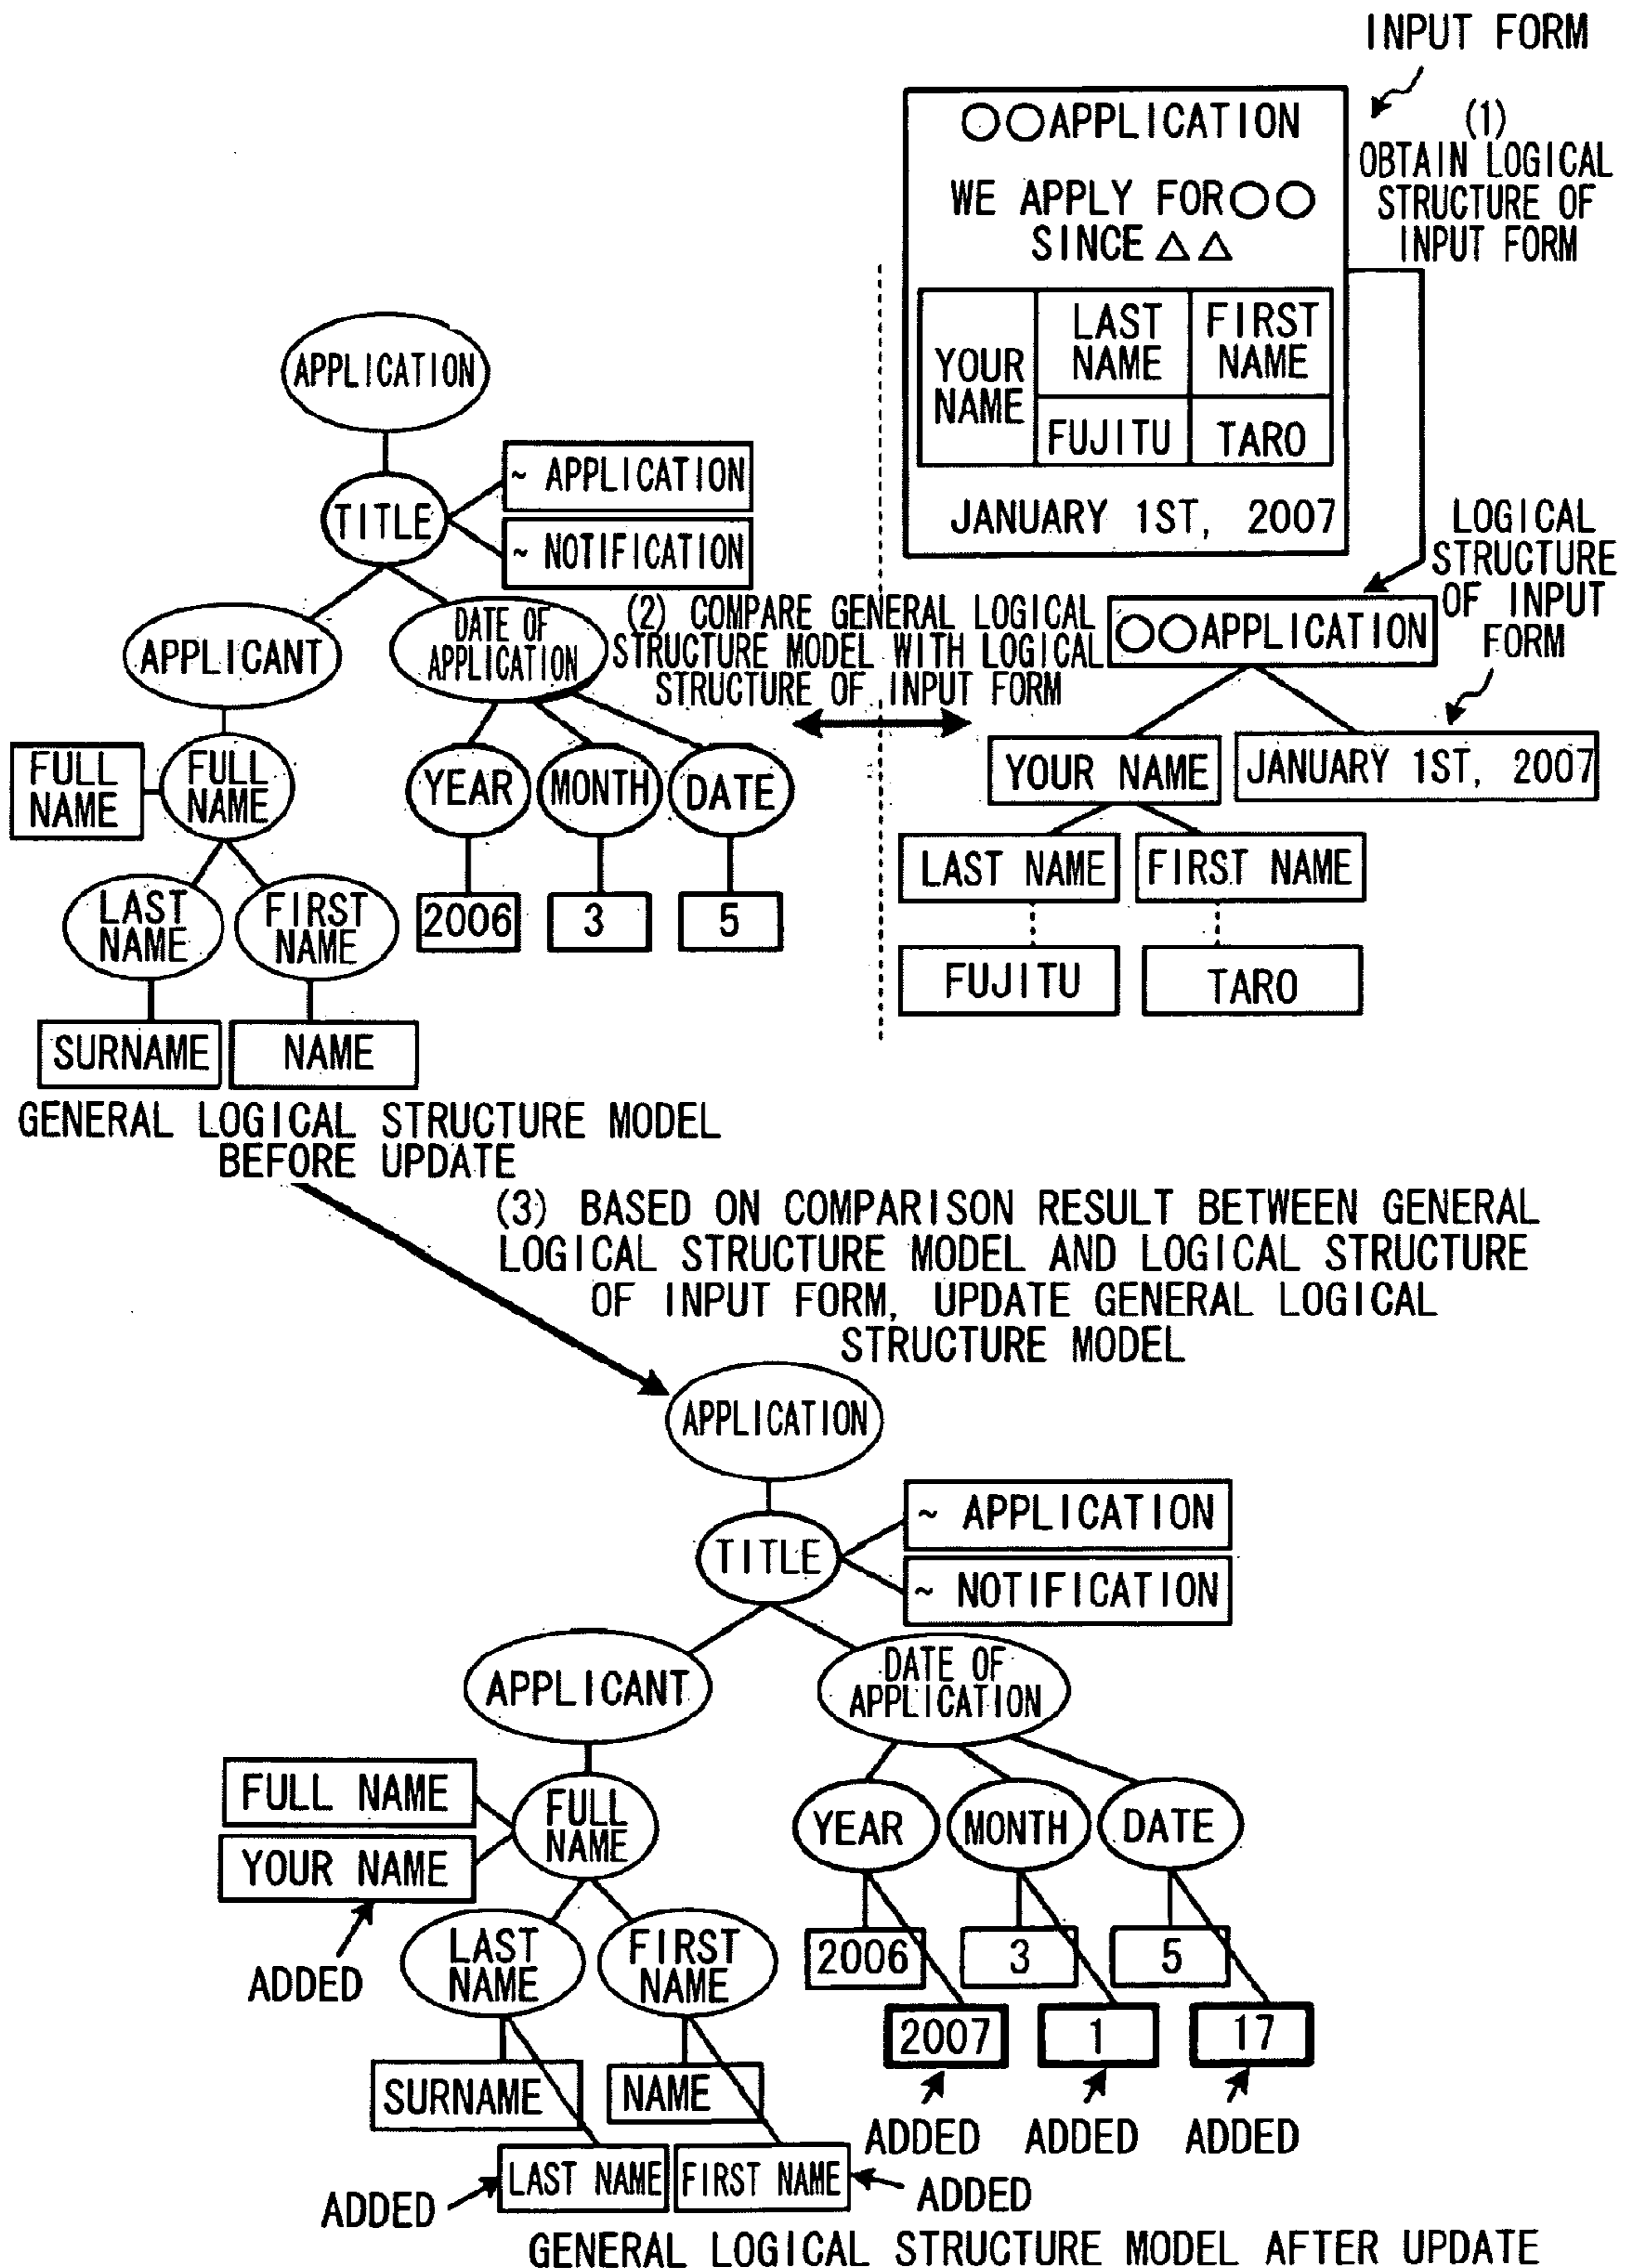 INPUT FORM
(1)
OBTAIN LOGICAL
STRUCTURE OF
INPUT FORM
○○APPLICATION
WE APPLY FOR○○
SINCE△△
YOUR
NAME
LAST
NAME
FIRST
NAME
FUJITU
TARO
JANUARY 1ST, 2007
LOGICAL
STRUCTURE
OF INPUT
FORM
○○APPLICATION
YOUR NAME
JANUARY 1ST, 2007
LAST NAME
FIRST NAME
FUJITU
TARO
APPLICATION
TITLE
~ APPLICATION
~ NOTIFICATION
APPLICANT
DATE OF
APPLICATION
(2) COMPARE GENERAL LOGICAL
STRUCTURE MODEL WITH LOGICAL
STRUCTURE OF INPUT FORM
FULL
NAME
FULL
NAME
YEAR
MONTH
DATE
LAST
NAME
FIRST
NAME
2006
3
5
SURNAME
NAME
GENERAL LOGICAL STRUCTURE MODEL
BEFORE UPDATE
(3) BASED ON COMPARISON RESULT BETWEEN GENERAL
LOGICAL STRUCTURE MODEL AND LOGICAL STRUCTURE
OF INPUT FORM, UPDATE GENERAL LOGICAL
STRUCTURE MODEL
APPLICATION
TITLE
~ APPLICATION
~ NOTIFICATION
APPLICANT
DATE OF
APPLICATION
FULL NAME
YOUR NAME
ADDED
FULL
NAME
YEAR
MONTH
DATE
LAST
NAME
FIRST
NAME
2006
3
5
2007
1
17
ADDED
ADDED
ADDED
SURNAME
NAME
LAST NAME
FIRST NAME
ADDED
ADDED
GENERAL LOGICAL STRUCTURE MODEL AFTER UPDATE